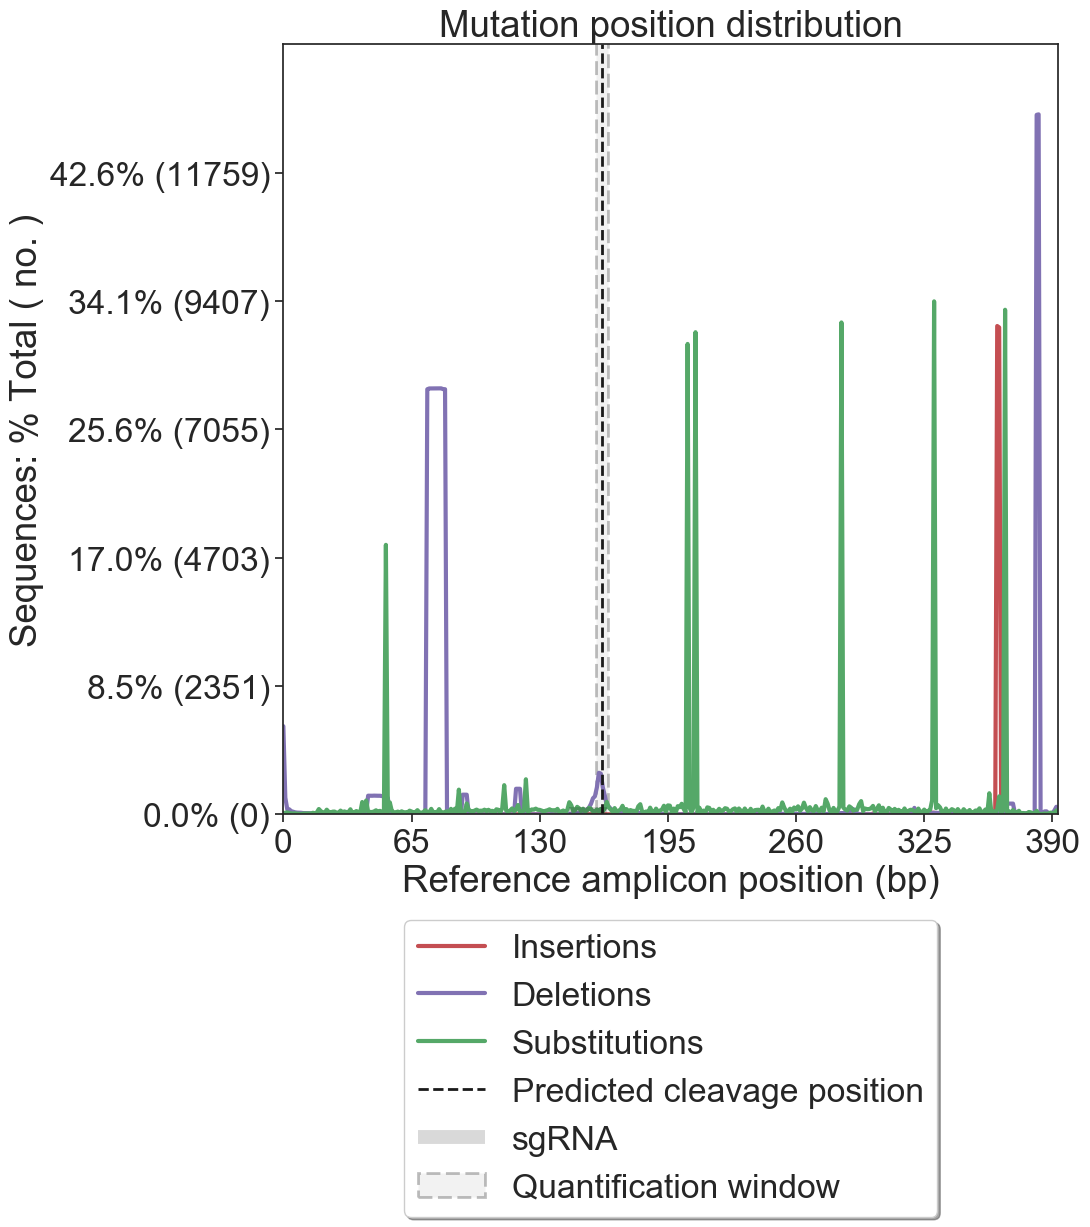 Mutation position distribution
Sequences: % Total ( no. )
42.6% (11759)
34.1% (9407)
25.6% (7055)
17.0% (4703)
8.5% (2351)
0.0% (0)
0 65 130 195 260 325 390
Reference amplicon position (bp)
Insertions
Deletions
Substitutions
Predicted cleavage position
sgRNA
Quantification window